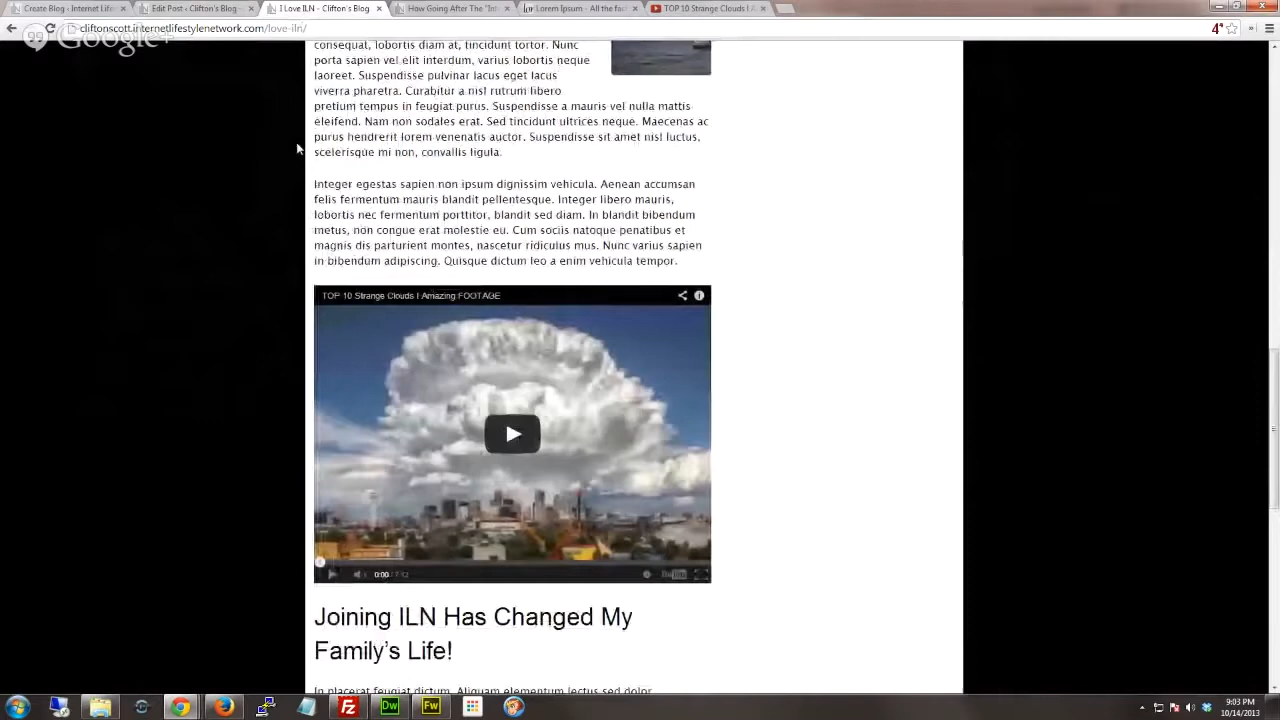 Create Blog - Internet Life
Edit Post - Clifton's Blog
I Love ILN - Clifton's Blog
How Going After The "Int
Lorem Ipsum - All the fac
TOP 10 Strange Clouds I A
cliftonscott.internetlifestylenetwork.com/love-iln/
Google+
consequat, lobortis diam at, tincidunt tortor. Nunc
porta sapien vel elit interdum, varius lobortis neque
laoreet. Suspendisse pulvinar lacus eget lacus
viverra pharetra. Curabitur a nisl rutrum libero
pretium tempus in feugiat purus. Suspendisse a mauris vel nulla mattis
eleifend. Nam non sodales erat. Sed tincidunt ultrices neque. Maecenas ac
purus hendrerit lorem venenatis auctor. Suspendisse sit amet nisl luctus,
scelerisque mi non, convallis ligula.
Integer egestas sapien non ipsum dignissim vehicula. Aenean accumsan
felis fermentum mauris blandit pellentesque. Integer libero mauris,
lobortis nec fermentum porttitor, blandit sed diam. In blandit bibendum
metus, non congue erat molestie eu. Cum sociis natoque penatibus et
magnis dis parturient montes, nascetur ridiculus mus. Nunc varius sapien
in bibendum adipiscing. Quisque dictum leo a enim vehicula tempor.
TOP 10 Strange Clouds I Amazing FOOTAGE
0:00
Joining ILN Has Changed My
Family's Life!
In placerat feugiat dictum. Aliquam elementum lectus sed dolor
Fz
Dw
Fw
9:03 PM
10/14/2013